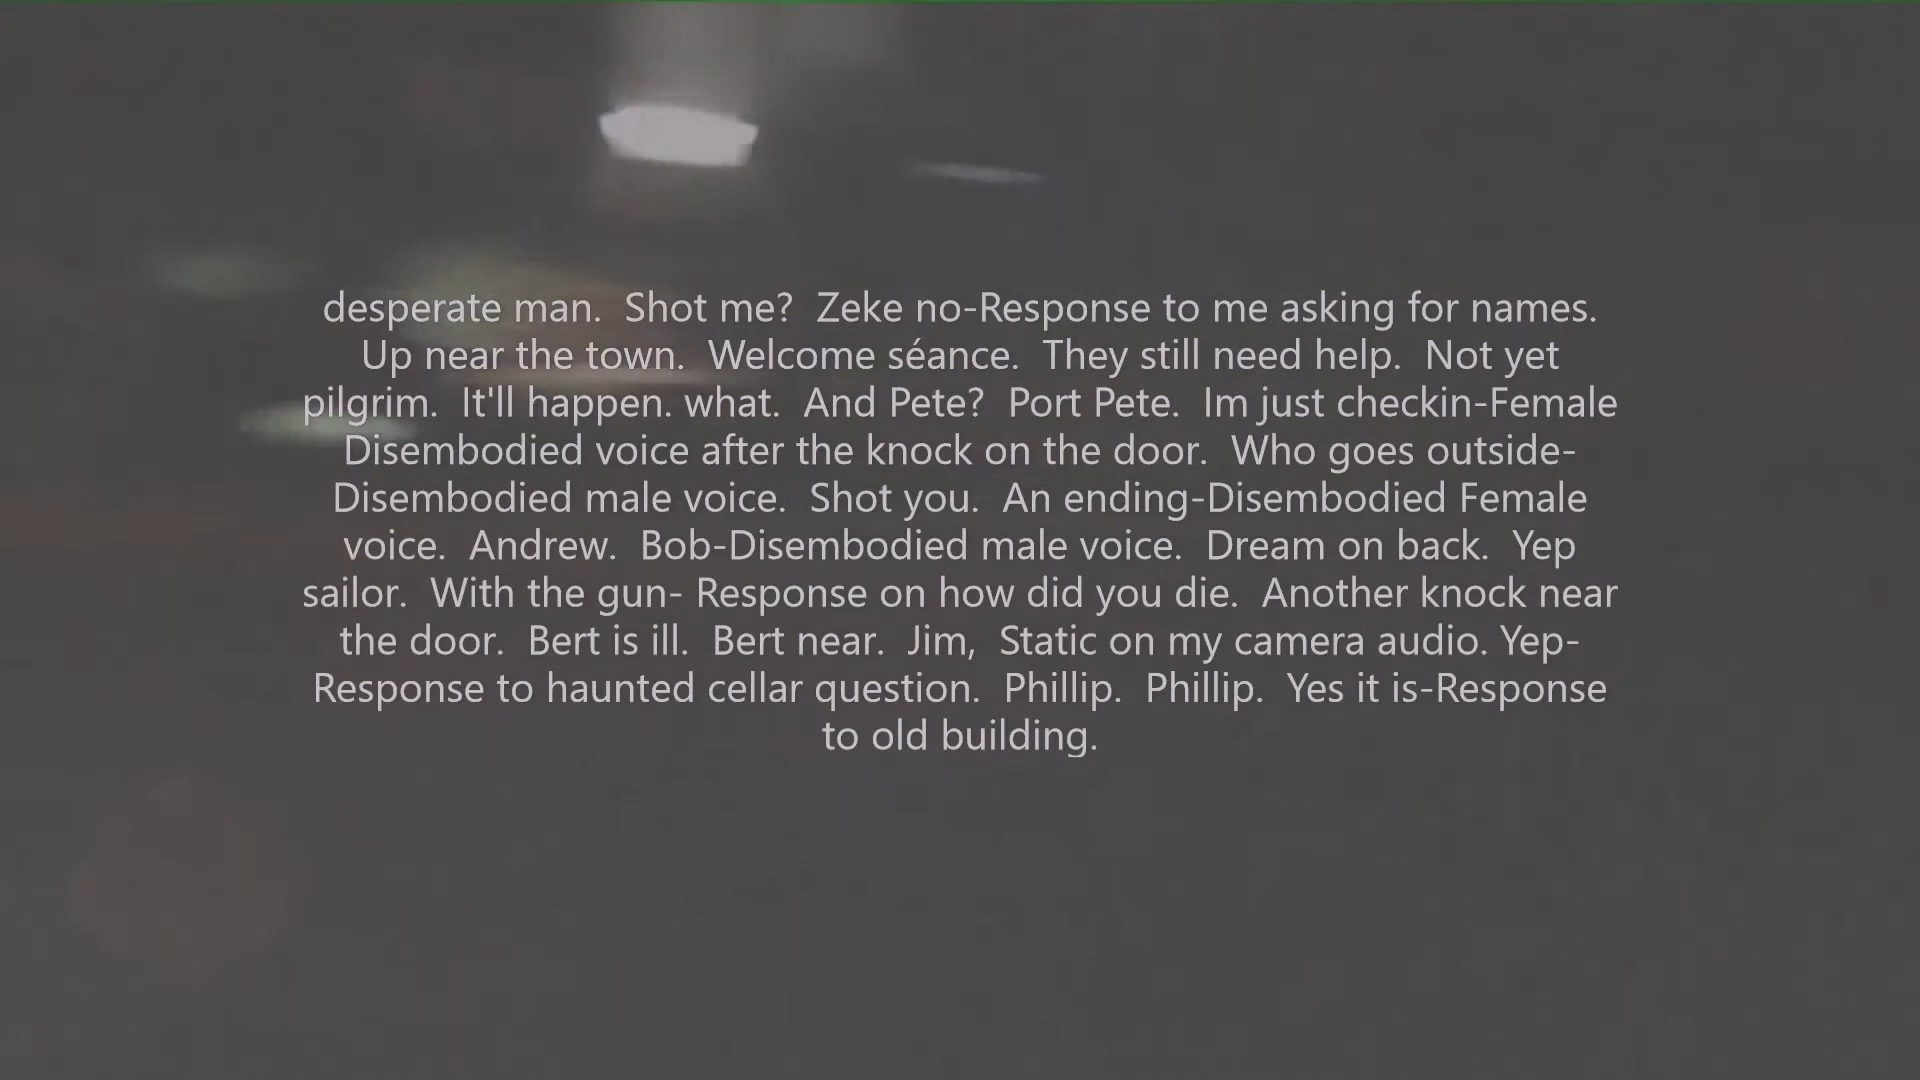 desperate man.  Shot me?  Zeke no-Response to me asking for names.
Up near the town.  Welcome séance.  They still need help.  Not yet
pilgrim.  It'll happen. what.  And Pete?  Port Pete.  Im just checkin-Female
Disembodied voice after the knock on the door.  Who goes outside-
Disembodied male voice.  Shot you.  An ending-Disembodied Female
voice.  Andrew.  Bob-Disembodied male voice.  Dream on back.  Yep
sailor.  With the gun- Response on how did you die.  Another knock near
the door.  Bert is ill.  Bert near.  Jim,  Static on my camera audio. Yep-
Response to haunted cellar question.  Phillip.  Phillip.  Yes it is-Response
to old building.